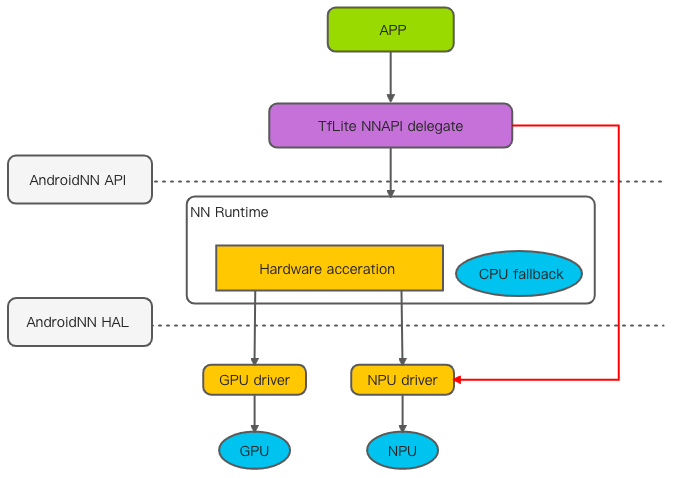 APP
TfLite NNAPI delegate
AndroidNN API
NN Runtime
Hardware acceration
CPU fallback
AndroidNN HAL
GPU driver
NPU driver
GPU
NPU